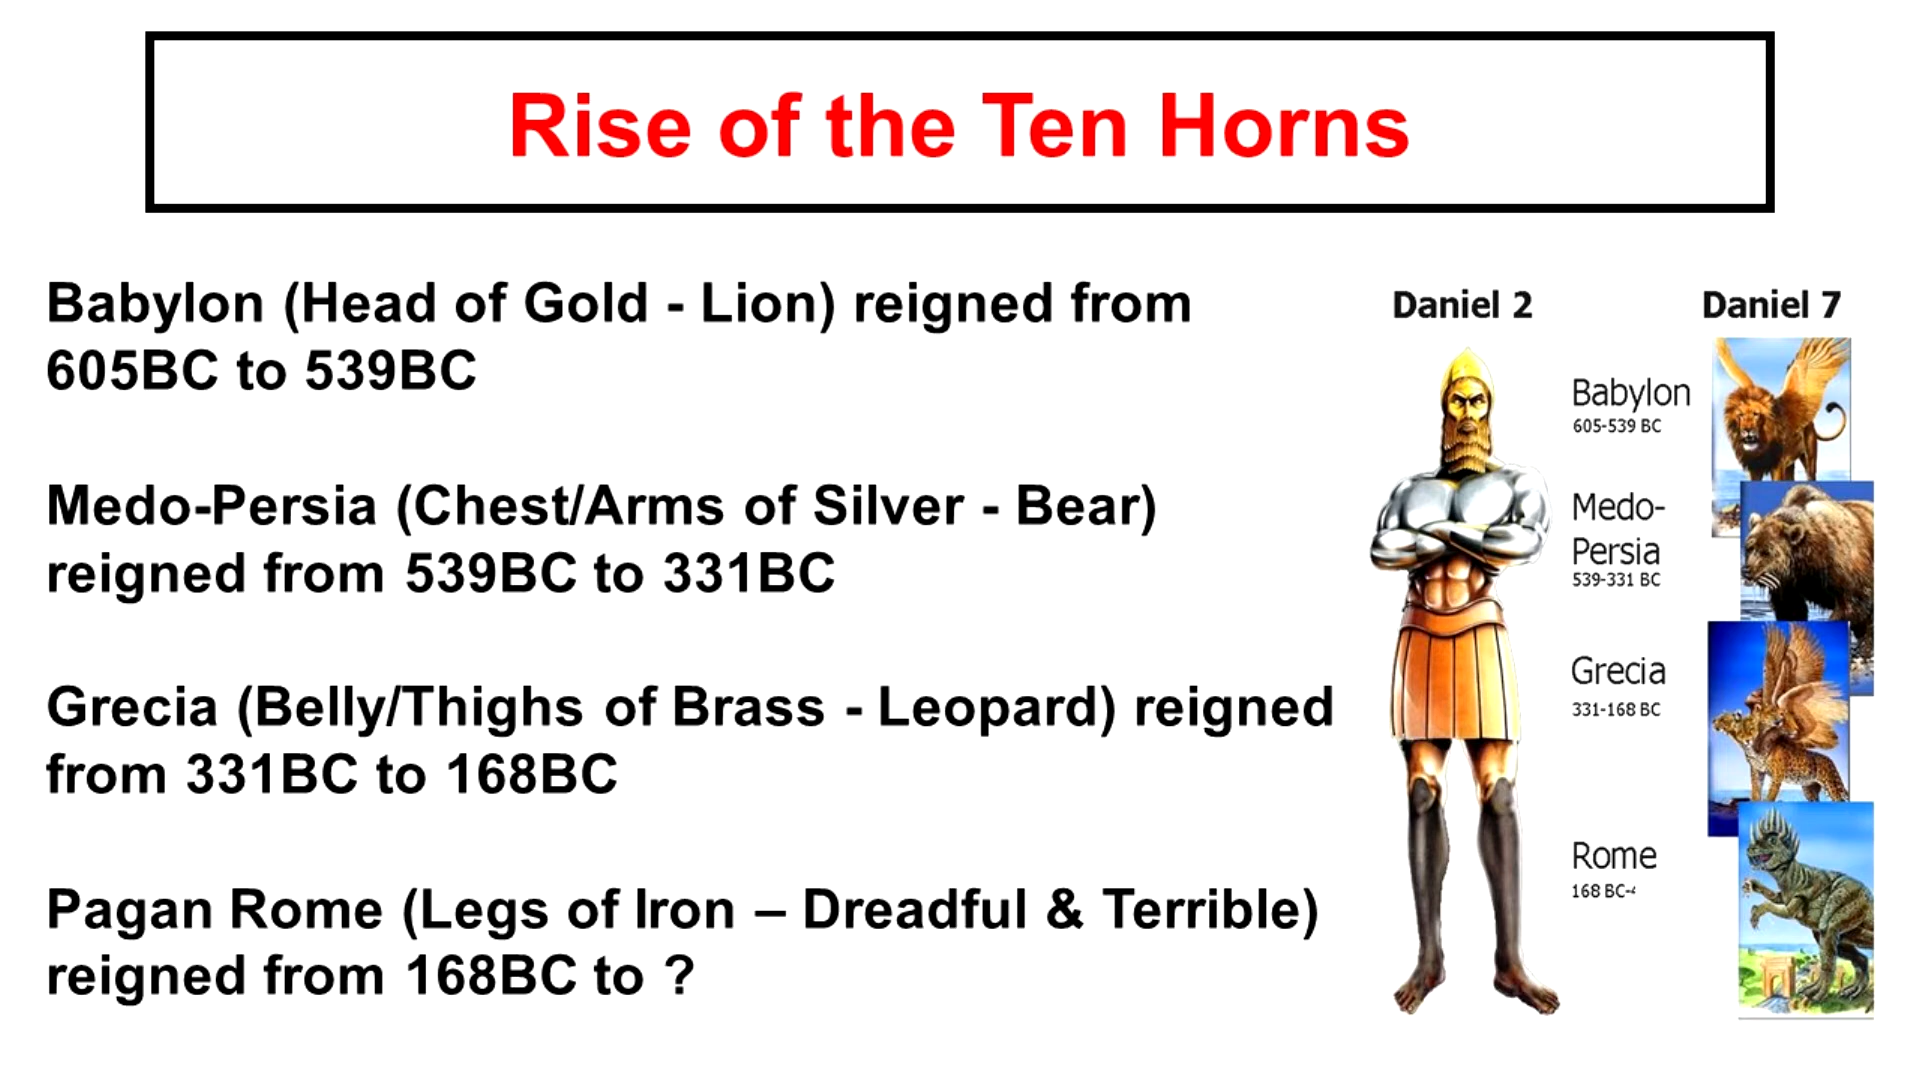 Rise of the Ten Horns
Babylon (Head of Gold - Lion) reigned from
605BC to 539BC
Medo-Persia (Chest/Arms of Silver - Bear)
reigned from 539BC to 331BC
Grecia (Belly/Thighs of Brass - Leopard) reigned
from 331BC to 168BC
Pagan Rome (Legs of Iron – Dreadful & Terrible)
reigned from 168BC to ?
Daniel 2
Daniel 7
Babylon
605-539 BC
Medo-
Persia
539-331 BC
Grecia
331-168 BC
Rome
168 BC-